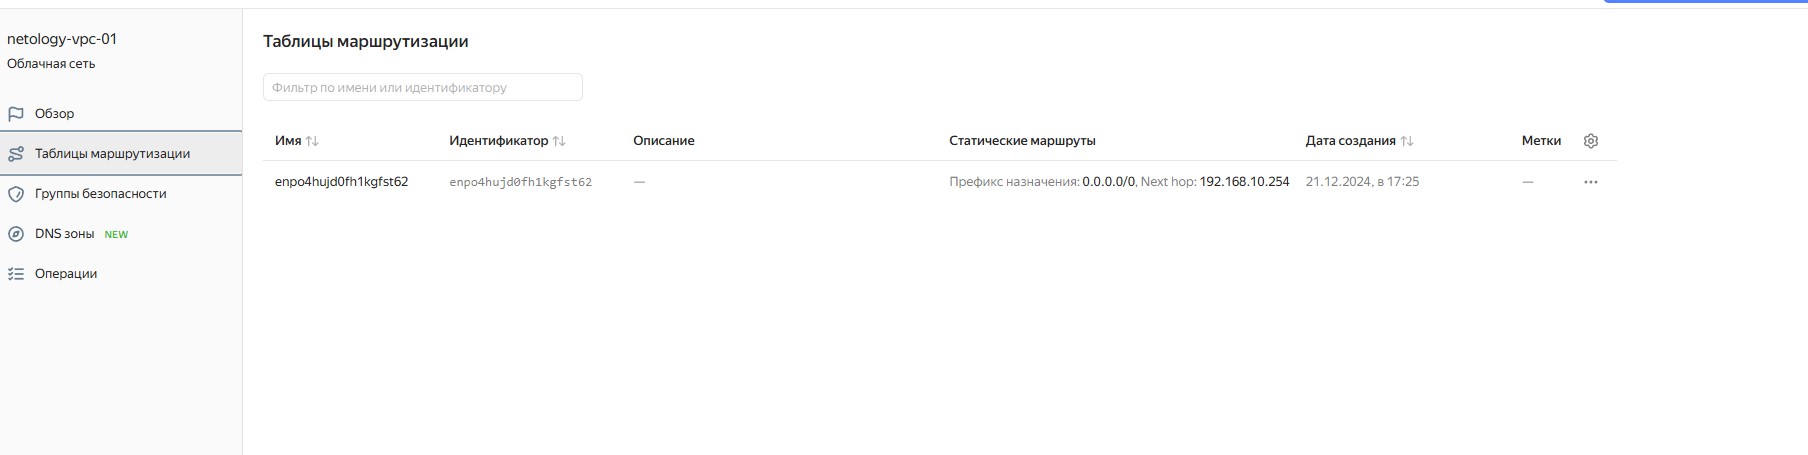 netology-vpc-01
Облачная сеть
Обзор
Таблицы маршрутизации
Группы безопасности
DNS зоны NEW
Операции
Таблицы маршрутизации
Фильтр по имени или идентификатору
Имя Идентификатор Описание Статические маршруты Дата создания Метки
enpo4hujd0fh1kgfst62 enpo4hujd0fh1kgfst62 — Префикс назначения: 0.0.0.0/0, Next hop: 192.168.10.254 21.12.2024, в 17:25 —